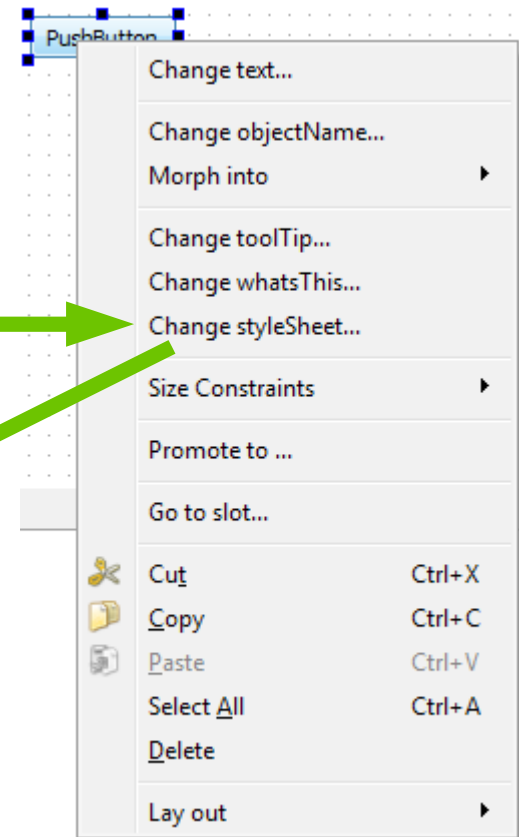 PushButton
Change text...
Change objectName...
Morph into
Change toolTip...
Change whatsThis...
Change styleSheet...
Size Constraints
Promote to ...
Go to slot...
Cut Ctrl+X
Copy Ctrl+C
Paste Ctrl+V
Select All Ctrl+A
Delete
Lay out